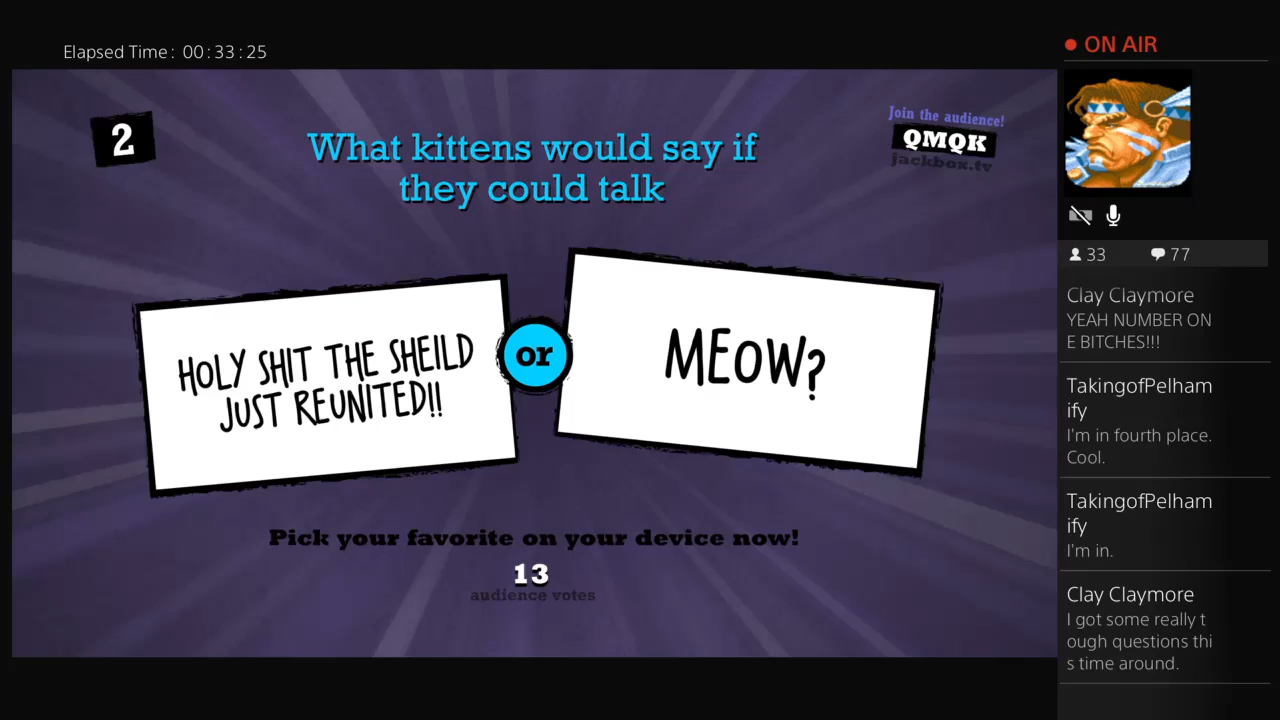 Elapsed Time: 00:33:25
ON AIR
2
What kittens would say if
they could talk
Join the audience!
QMQK
jackbox.tv
HOLY SHIT THE SHEILD
JUST REUNITED!!
or
MEOW?
Pick your favorite on your device now!
13
audience votes
33
77
Clay Claymore
YEAH NUMBER ON
E BITCHES!!!
TakingofPelham
ify
I'm in fourth place.
Cool.
TakingofPelham
ify
I'm in.
Clay Claymore
I got some really t
ough questions thi
s time around.